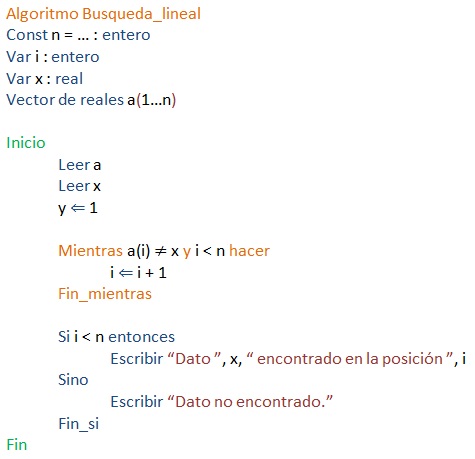 Algoritmo Busqueda_lineal
Const n = ... : entero
Var i : entero
Var x : real
Vector de reales a(1...n)
Inicio
Leer a
Leer x
y ⇐ 1
Mientras a(i) ≠ x y i < n hacer
i ⇐ i + 1
Fin_mientras
Si i < n entonces
Escribir “Dato ”, x, “ encontrado en la posición ”, i
Sino
Escribir “Dato no encontrado.”
Fin_si
Fin